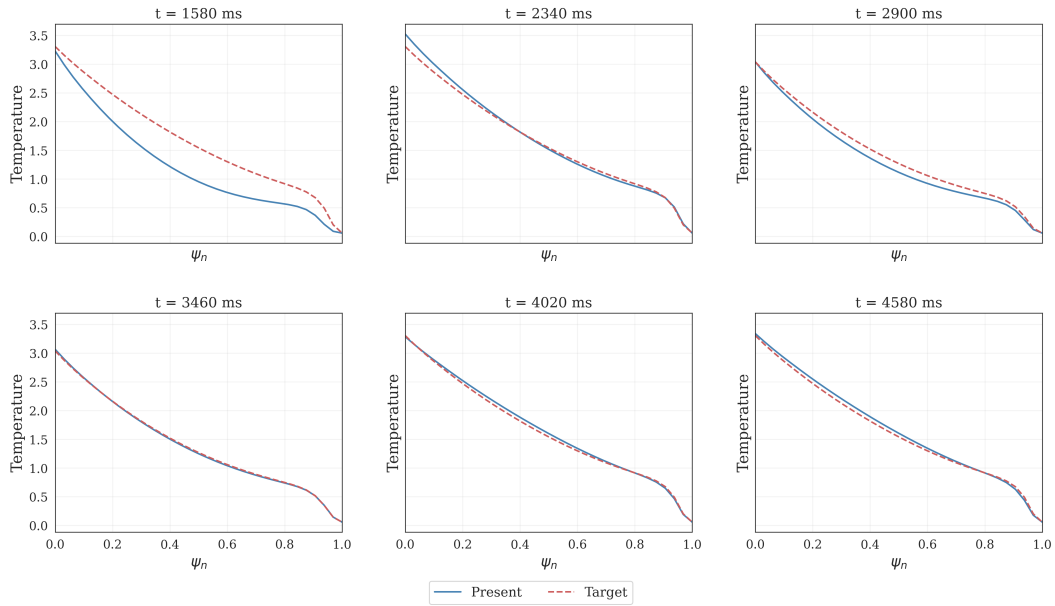 t = 1580 ms
t = 2340 ms
t = 2900 ms
3.5
3.0
2.5
2.0
1.5
1.0
0.5
0.0
Temperature
Temperature
Temperature
ψn
ψn
ψn
t = 3460 ms
t = 4020 ms
t = 4580 ms
3.5
3.0
2.5
2.0
1.5
1.0
0.5
0.0
Temperature
Temperature
Temperature
0.0 0.2 0.4 0.6 0.8 1.0
0.0 0.2 0.4 0.6 0.8 1.0
0.0 0.2 0.4 0.6 0.8 1.0
ψn
ψn
ψn
Present Target